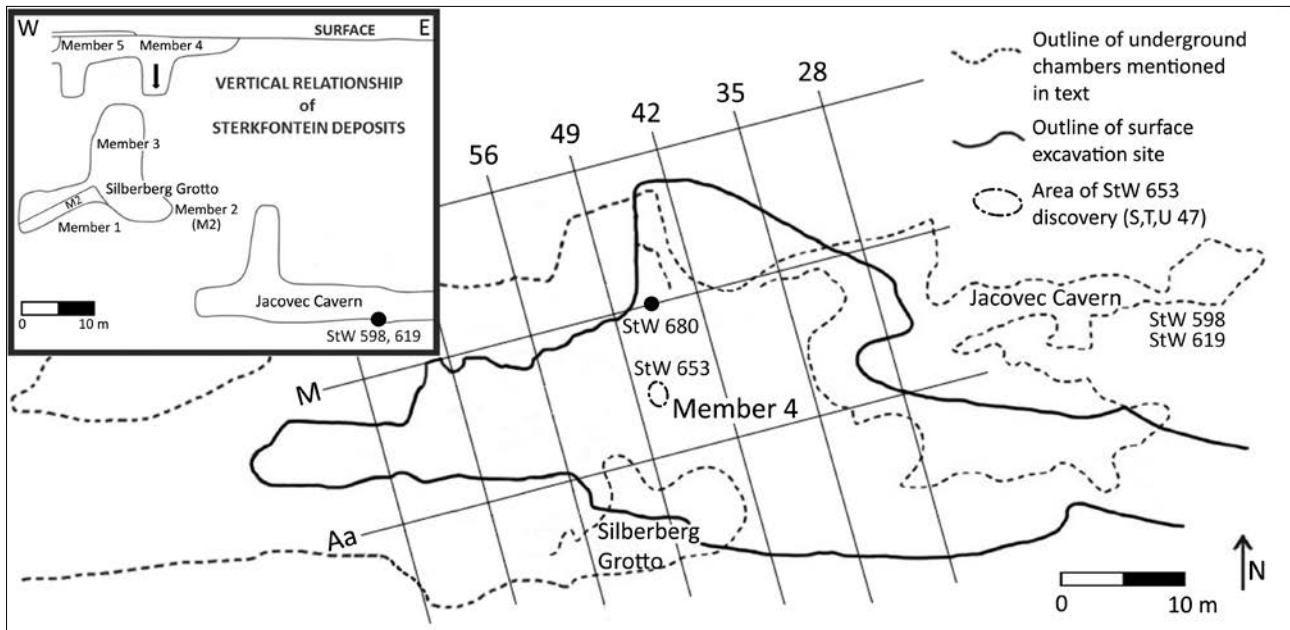 W
SURFACE
E
Member 5
Member 4
VERTICAL RELATIONSHIP
of
STERKFONTEIN DEPOSITS
Member 3
Silberberg Grotto
M2
Member 2
(M2)
Member 1
Jacovec Cavern
0
10 m
StW 598, 619
56
49
42
35
28
Outline of underground
chambers mentioned
in text
Outline of surface
excavation site
Area of StW 653
discovery (S,T,U 47)
Jacovec Cavern
StW 598
StW 619
StW 680
M
StW 653
Member 4
Aa
Silberberg
Grotto
N
0
10 m